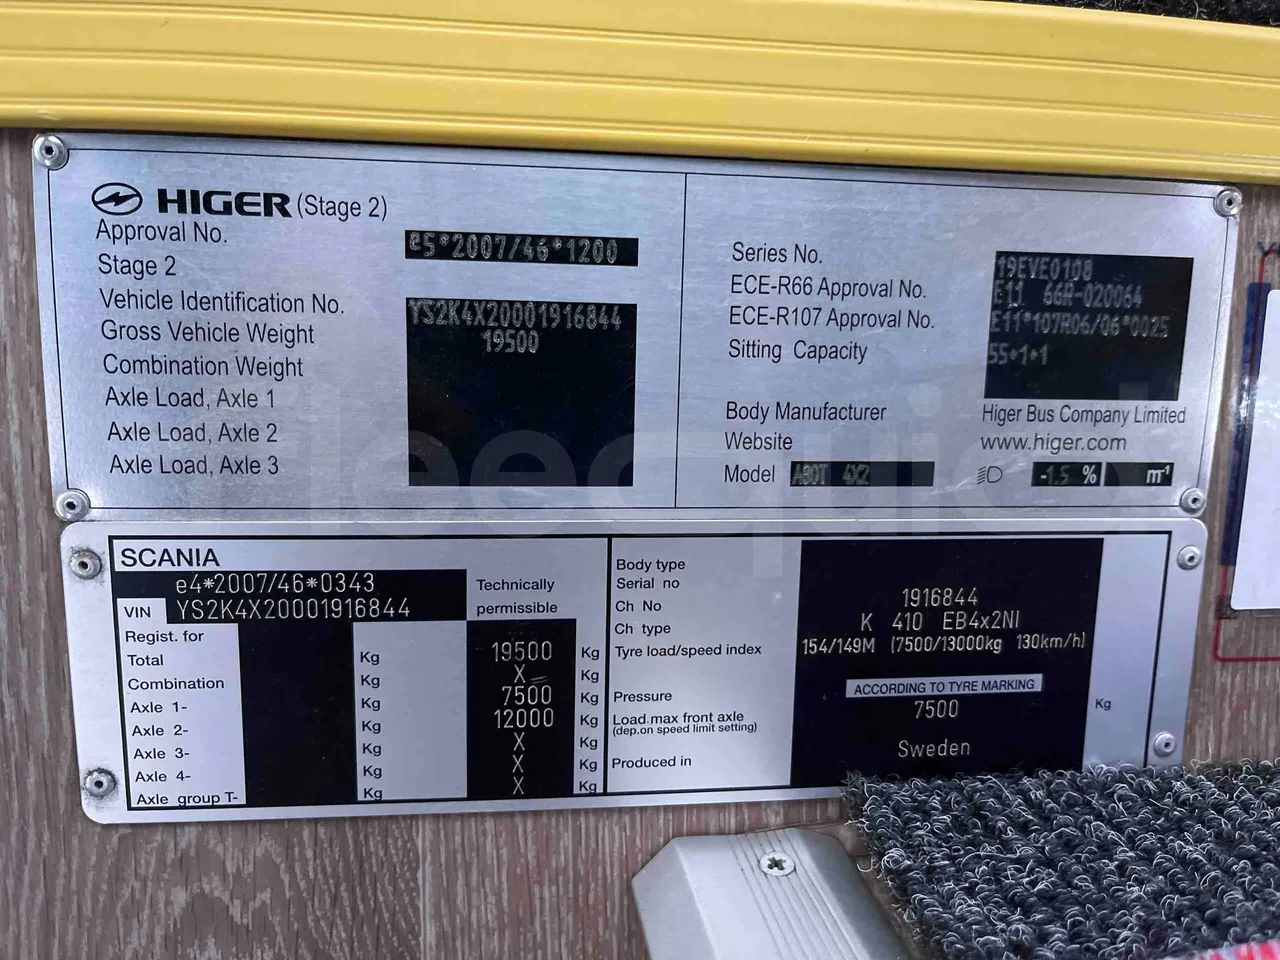 HIGER (Stage 2)
Approval No.
Stage 2
e5*2007/46*1200
Vehicle Identification No. YS2K4X20001916844
Gross Vehicle Weight 19500
Combination Weight
Axle Load, Axle 1
Axle Load, Axle 2
Axle Load, Axle 3
Series No. 19EVE0108
ECE-R66 Approval No. E11 66R-020064
ECE-R107 Approval No. E11*107R06/06*0025
Sitting Capacity 55+1+1
Body Manufacturer Higer Bus Company Limited
Website www.higer.com
Model A80T 4X2 -1.5 % m⁻¹
SCANIA
e4*2007/46*0343
VIN YS2K4X20001916844
Technically
permissible
Regist. for
Total Kg 19500 Kg
Combination Kg X Kg
Axle 1- Kg 7500 Kg
Axle 2- Kg 12000 Kg
Axle 3- Kg X Kg
Axle 4- Kg X Kg
Axle group T- Kg X Kg
Body type
Serial no 1916844
Ch No
Ch type K 410 EB4x2NI
Tyre load/speed index 154/149M (7500/13000kg 130km/h)
Pressure ACCORDING TO TYRE MARKING
Load max front axle 7500 Kg
(dep.on speed limit setting)
Produced in Sweden